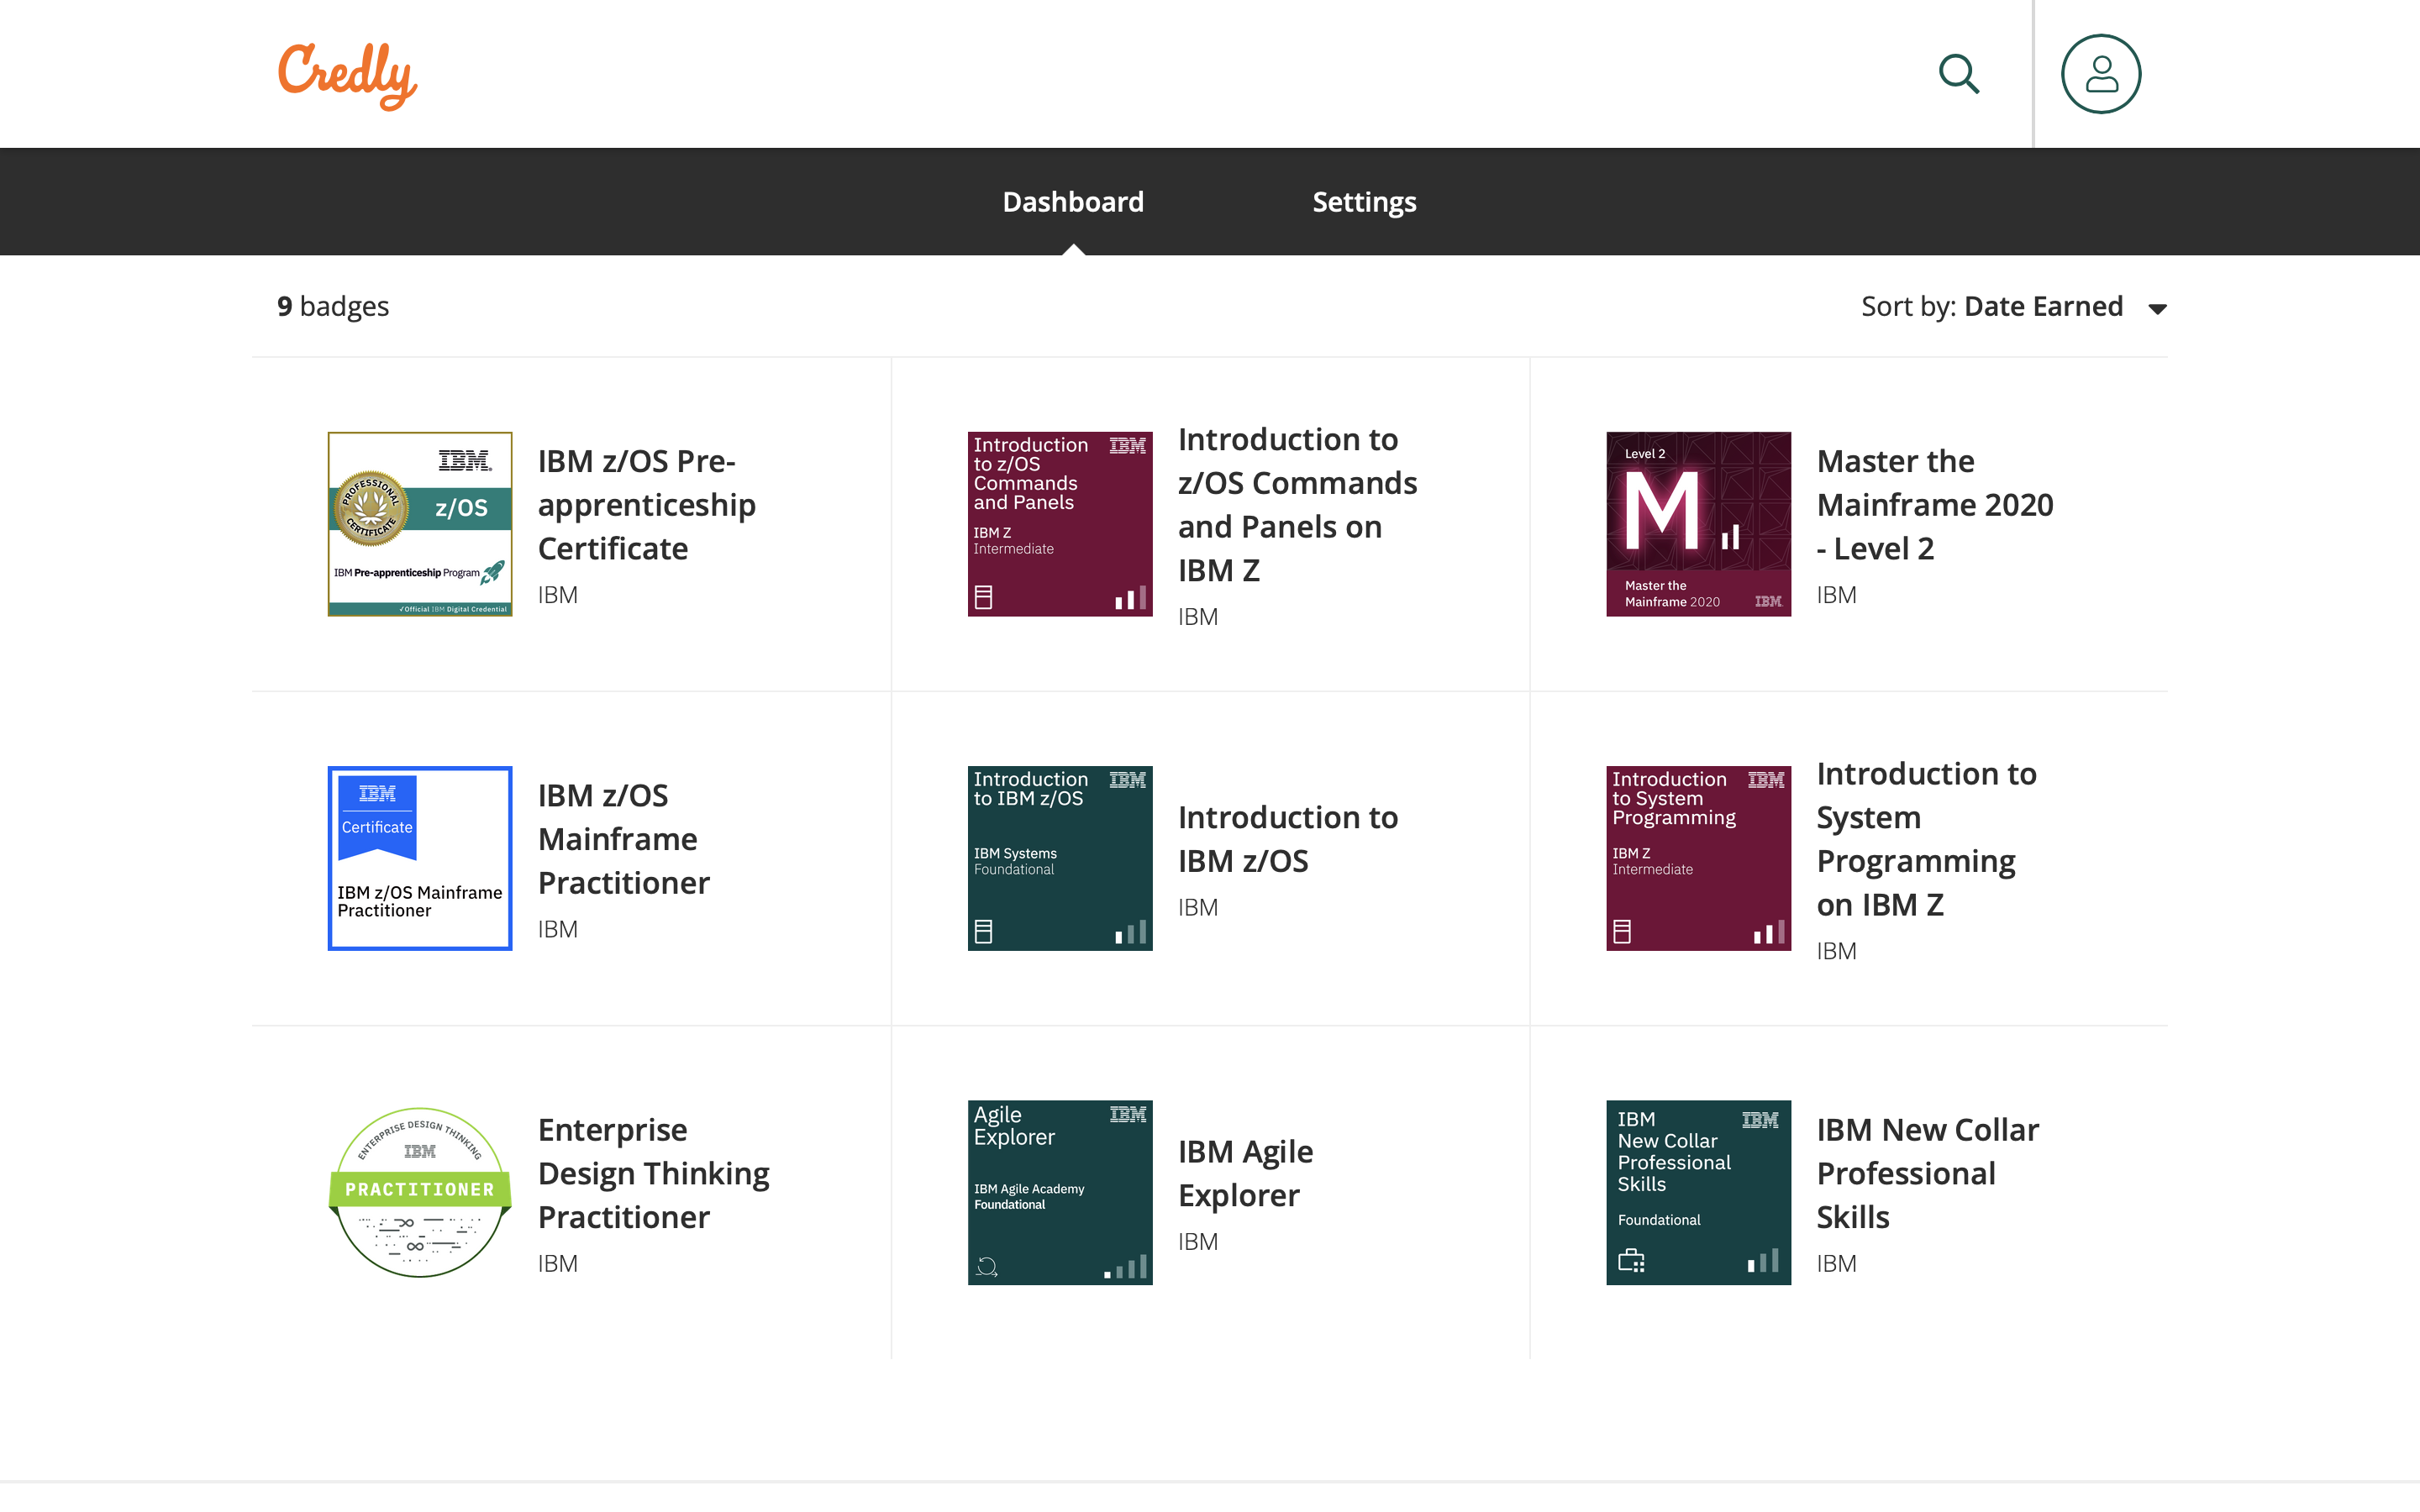 Credly
Dashboard
Settings
9 badges
Sort by: Date Earned
IBM
PROFESSIONAL
CERTIFICATE
z/OS
IBM Pre-apprenticeship Program
✓Official IBM Digital Credential
IBM z/OS Pre-
apprenticeship
Certificate
IBM
Introduction
to z/OS
Commands
and Panels
IBM
IBM Z
Intermediate
Introduction to
z/OS Commands
and Panels on
IBM Z
IBM
Level 2
M
Master the
Mainframe 2020
IBM
Master the
Mainframe 2020
- Level 2
IBM
IBM
Certificate
IBM z/OS Mainframe
Practitioner
IBM z/OS
Mainframe
Practitioner
IBM
Introduction
to IBM z/OS
IBM
IBM Systems
Foundational
Introduction to
IBM z/OS
IBM
Introduction
to System
Programming
IBM
IBM Z
Intermediate
Introduction to
System
Programming
on IBM Z
IBM
ENTERPRISE DESIGN THINKING
IBM
PRACTITIONER
Enterprise
Design Thinking
Practitioner
IBM
Agile
Explorer
IBM
IBM Agile Academy
Foundational
IBM Agile
Explorer
IBM
IBM
New Collar
Professional
Skills
IBM
Foundational
IBM New Collar
Professional
Skills
IBM